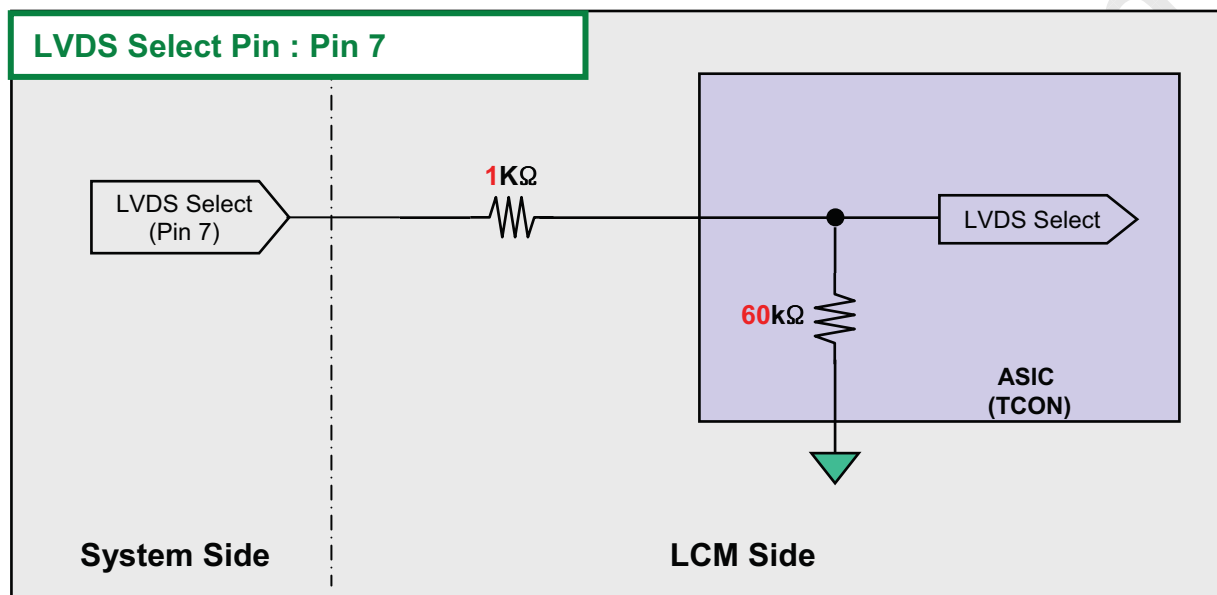 LVDS Select Pin : Pin 7
1KΩ
LVDS Select
(Pin 7)
LVDS Select
60kΩ
ASIC
(TCON)
System Side
LCM Side